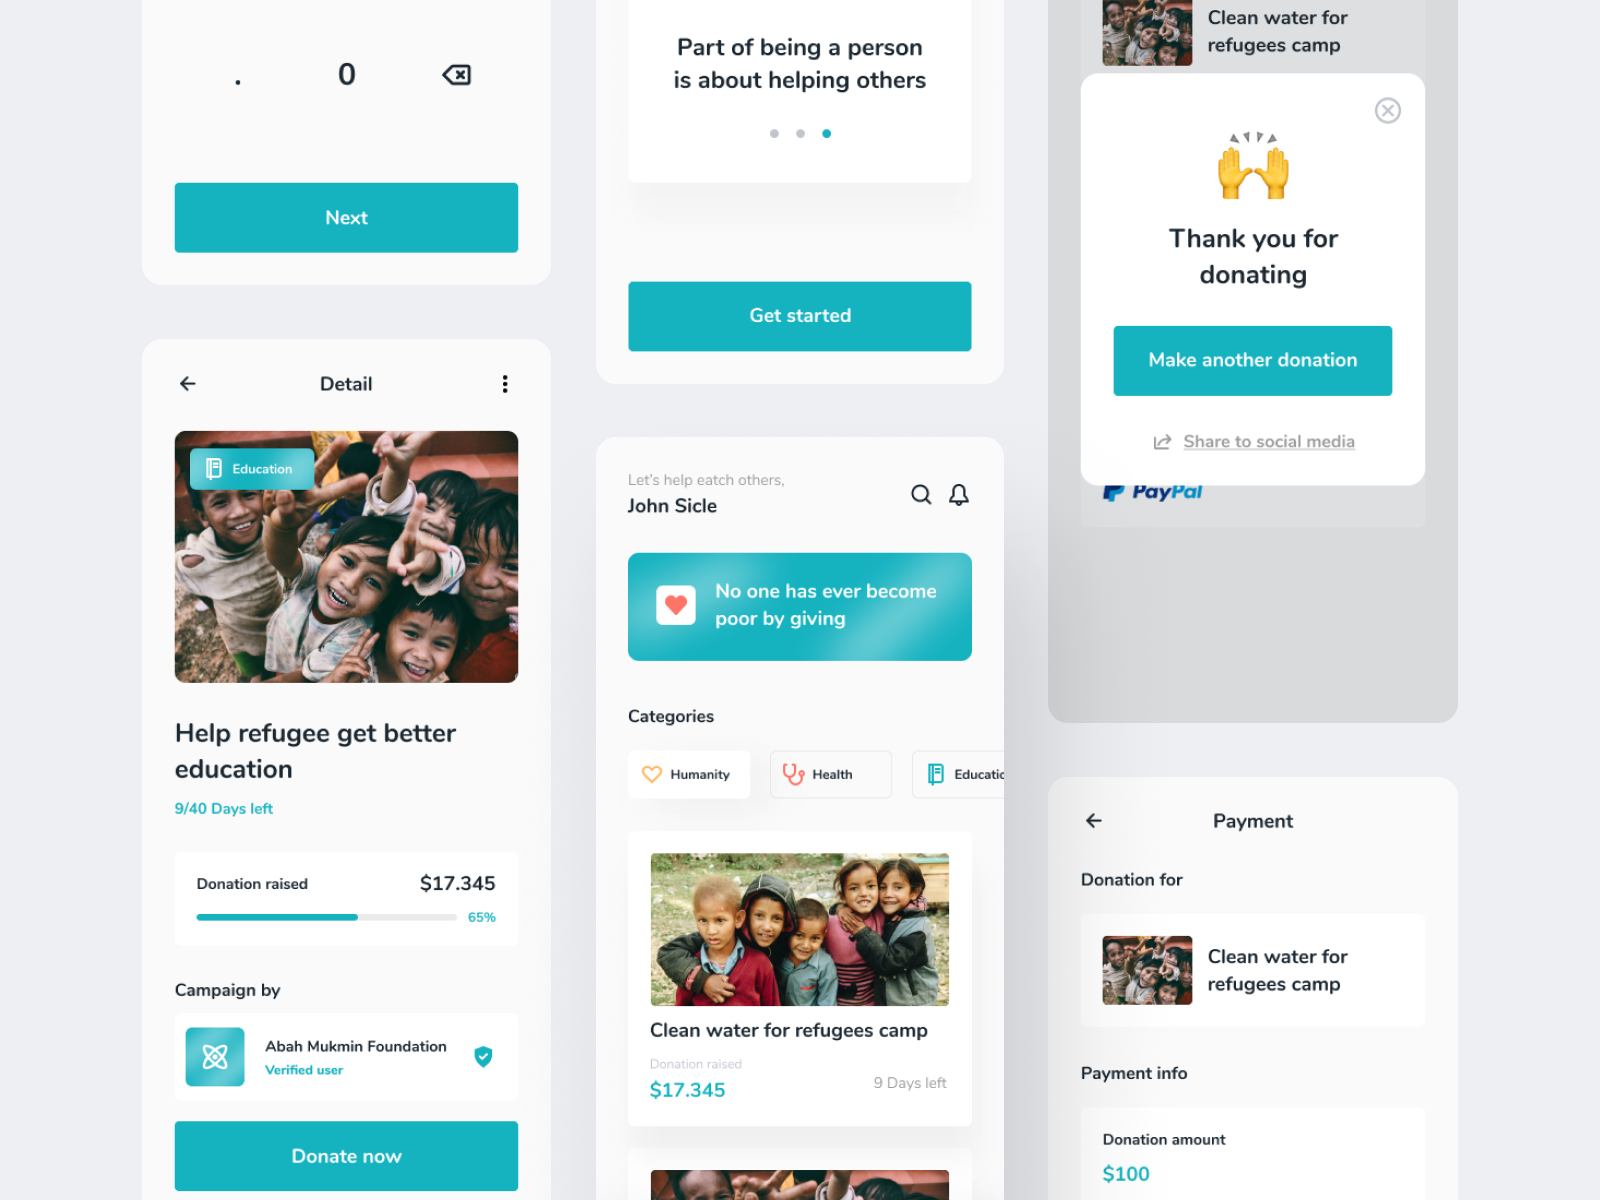 .
0
Next
Detail
Education
Help refugee get better
education
9/40 Days left
Donation raised
$17.345
65%
Campaign by
Abah Mukmin Foundation
Verified user
Donate now
Part of being a person
is about helping others
Get started
Let's help eatch others,
John Sicle
No one has ever become
poor by giving
Categories
Humanity
Health
Educatio
Clean water for refugees camp
Donation raised
$17.345
9 Days left
Clean water for
refugees camp
Thank you for
donating
Make another donation
Share to social media
PayPal
Payment
Donation for
Clean water for
refugees camp
Payment info
Donation amount
$100